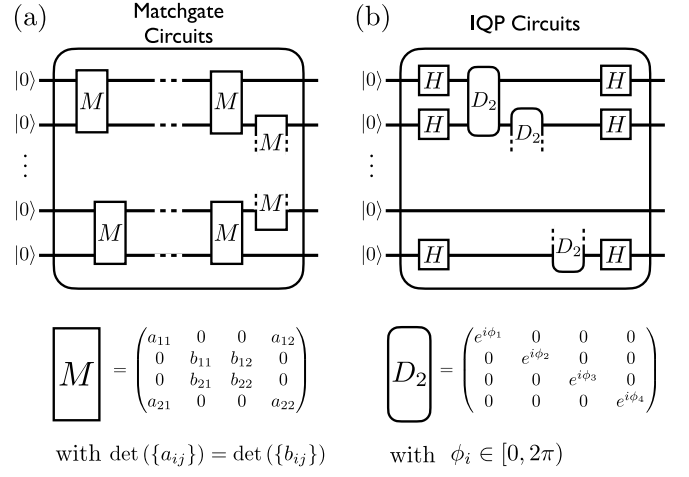 (a) Matchgate Circuits
|0⟩ M M
|0⟩ M
⋮ M
|0⟩ M M
|0⟩
M = ( a₁₁ 0 0 a₁₂
0 b₁₁ b₁₂ 0
0 b₂₁ b₂₂ 0
a₂₁ 0 0 a₂₂ )
with det ({aᵢⱼ}) = det ({bᵢⱼ})
(b) IQP Circuits
|0⟩ H D₂ H
|0⟩ H D₂ H
⋮
|0⟩
|0⟩ H D₂ H
D₂ = ( e^{iϕ₁} 0 0 0
0 e^{iϕ₂} 0 0
0 0 e^{iϕ₃} 0
0 0 0 e^{iϕ₄} )
with ϕᵢ ∈ [0, 2π)